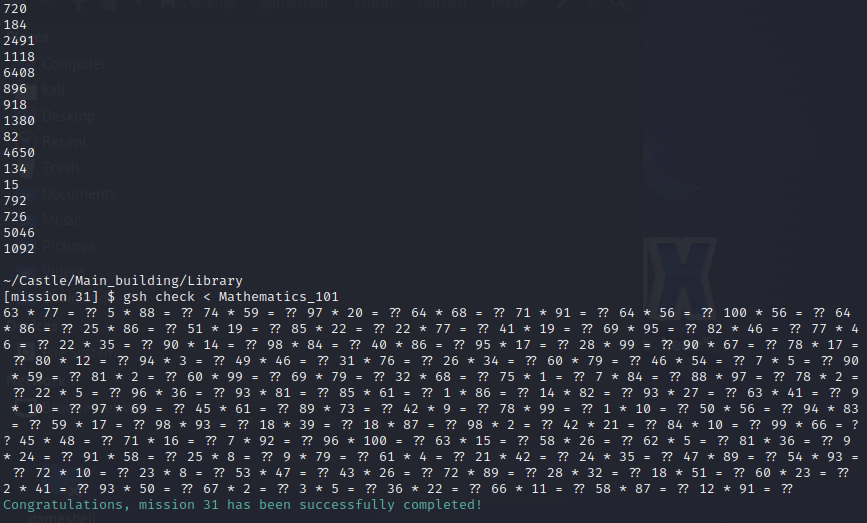 720
184
2491
1118
6408
896
918
1380
82
4650
134
15
792
726
5046
1092
~/Castle/Main_building/Library
[mission 31] $ gsh check < Mathematics_101
63 * 77 = ?? 5 * 88 = ?? 74 * 59 = ?? 97 * 20 = ?? 64 * 68 = ?? 71 * 91 = ?? 64 * 56 = ?? 100 * 56 = ?? 64
* 86 = ?? 25 * 86 = ?? 51 * 19 = ?? 85 * 22 = ?? 22 * 77 = ?? 41 * 19 = ?? 69 * 95 = ?? 82 * 46 = ?? 77 * 4
6 = ?? 22 * 35 = ?? 90 * 14 = ?? 98 * 84 = ?? 40 * 86 = ?? 95 * 17 = ?? 28 * 99 = ?? 90 * 67 = ?? 78 * 17 =
?? 80 * 12 = ?? 94 * 3 = ?? 49 * 46 = ?? 31 * 76 = ?? 26 * 34 = ?? 60 * 79 = ?? 46 * 54 = ?? 7 * 5 = ?? 90
* 59 = ?? 81 * 2 = ?? 60 * 99 = ?? 69 * 79 = ?? 32 * 68 = ?? 75 * 1 = ?? 7 * 84 = ?? 88 * 97 = ?? 78 * 2 =
?? 22 * 5 = ?? 96 * 36 = ?? 93 * 81 = ?? 85 * 61 = ?? 1 * 86 = ?? 14 * 82 = ?? 93 * 27 = ?? 63 * 41 = ?? 9
* 10 = ?? 97 * 69 = ?? 45 * 61 = ?? 89 * 73 = ?? 42 * 9 = ?? 78 * 99 = ?? 1 * 10 = ?? 50 * 56 = ?? 94 * 83
= ?? 59 * 17 = ?? 98 * 93 = ?? 18 * 39 = ?? 18 * 87 = ?? 98 * 2 = ?? 42 * 21 = ?? 84 * 10 = ?? 99 * 66 = ?
? 45 * 48 = ?? 71 * 16 = ?? 7 * 92 = ?? 96 * 100 = ?? 63 * 15 = ?? 58 * 26 = ?? 62 * 5 = ?? 81 * 36 = ?? 9
* 24 = ?? 91 * 58 = ?? 25 * 8 = ?? 9 * 79 = ?? 61 * 4 = ?? 21 * 42 = ?? 24 * 35 = ?? 47 * 89 = ?? 54 * 93 =
?? 72 * 10 = ?? 23 * 8 = ?? 53 * 47 = ?? 43 * 26 = ?? 72 * 89 = ?? 28 * 32 = ?? 18 * 51 = ?? 60 * 23 = ??
2 * 41 = ?? 93 * 50 = ?? 67 * 2 = ?? 3 * 5 = ?? 36 * 22 = ?? 66 * 11 = ?? 58 * 87 = ?? 12 * 91 = ??
Congratulations, mission 31 has been successfully completed!
Computer
Desktop
Recent
Trash
Documents
Music
Pictures